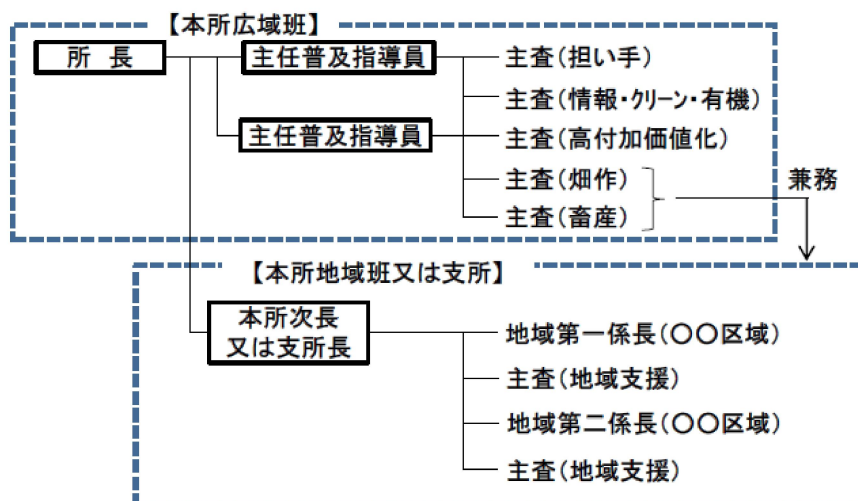 【本所広域班】
所 長
主任普及指導員
主査(担い手)
主査(情報・ｸﾘｰﾝ・有機)
主任普及指導員
主査(高付加価値化)
主査(畑作)
主査(畜産)
兼務
【本所地域班又は支所】
本所次長
又は支所長
地域第一係長(〇〇区域)
主査(地域支援)
地域第二係長(〇〇区域)
主査(地域支援)